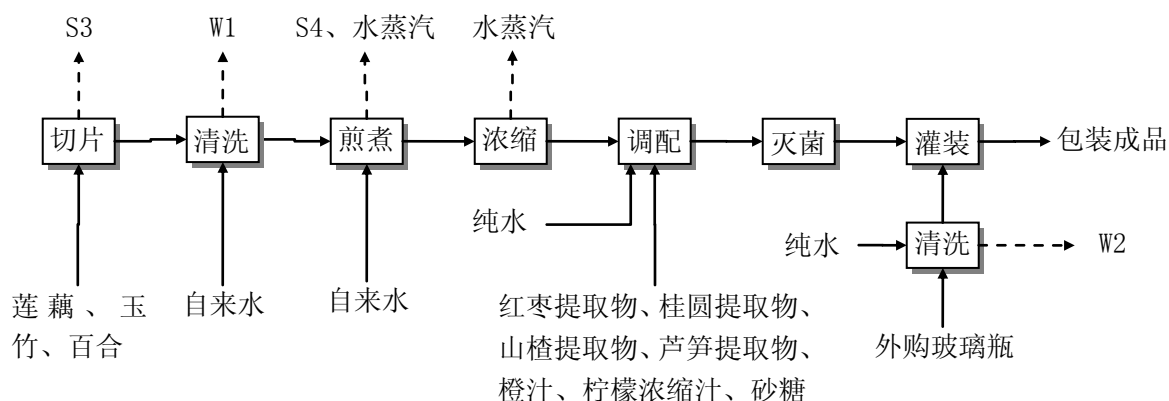 S3
W1
S4、水蒸汽
水蒸汽
切片
清洗
煎煮
浓缩
调配
灭菌
灌装
包装成品
纯水
纯水
清洗
W2
莲藕、玉
竹、百合
自来水
自来水
红枣提取物、桂圆提取物、
山楂提取物、芦笋提取物、
橙汁、柠檬浓缩汁、砂糖
外购玻璃瓶